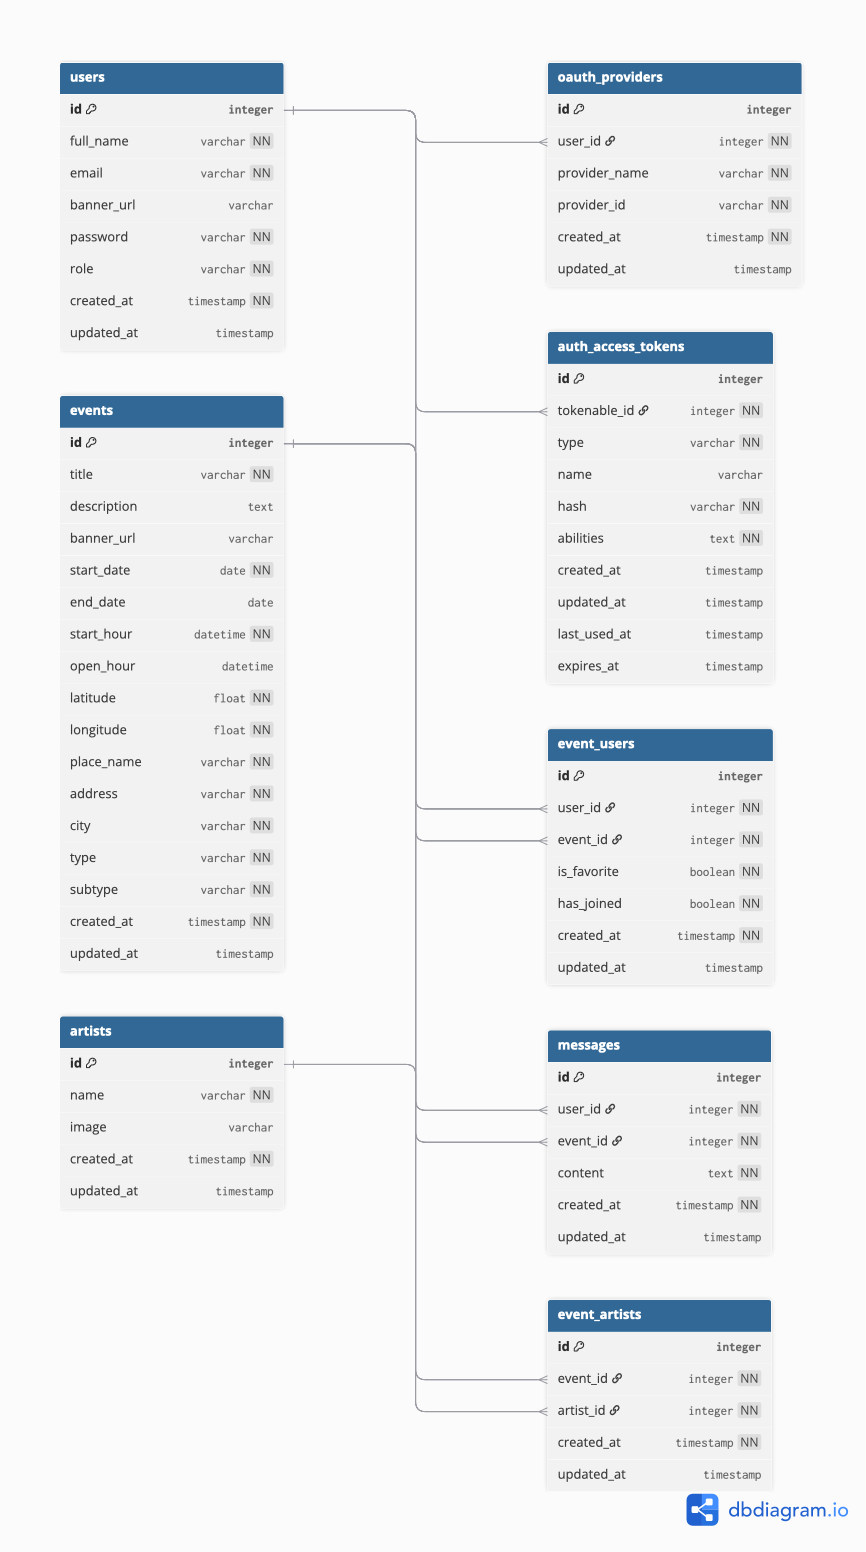 users
id integer
full_name varchar NN
email varchar NN
banner_url varchar
password varchar NN
role varchar NN
created_at timestamp NN
updated_at timestamp
events
id integer
title varchar NN
description text
banner_url varchar
start_date date NN
end_date date
start_hour datetime NN
open_hour datetime
latitude float NN
longitude float NN
place_name varchar NN
address varchar NN
city varchar NN
type varchar NN
subtype varchar NN
created_at timestamp NN
updated_at timestamp
artists
id integer
name varchar NN
image varchar
created_at timestamp NN
updated_at timestamp
oauth_providers
id integer
user_id integer NN
provider_name varchar NN
provider_id varchar NN
created_at timestamp NN
updated_at timestamp
auth_access_tokens
id integer
tokenable_id integer NN
type varchar NN
name varchar
hash varchar NN
abilities text NN
created_at timestamp
updated_at timestamp
last_used_at timestamp
expires_at timestamp
event_users
id integer
user_id integer NN
event_id integer NN
is_favorite boolean NN
has_joined boolean NN
created_at timestamp NN
updated_at timestamp
messages
id integer
user_id integer NN
event_id integer NN
content text NN
created_at timestamp NN
updated_at timestamp
event_artists
id integer
event_id integer NN
artist_id integer NN
created_at timestamp NN
updated_at timestamp
dbdiagram.io